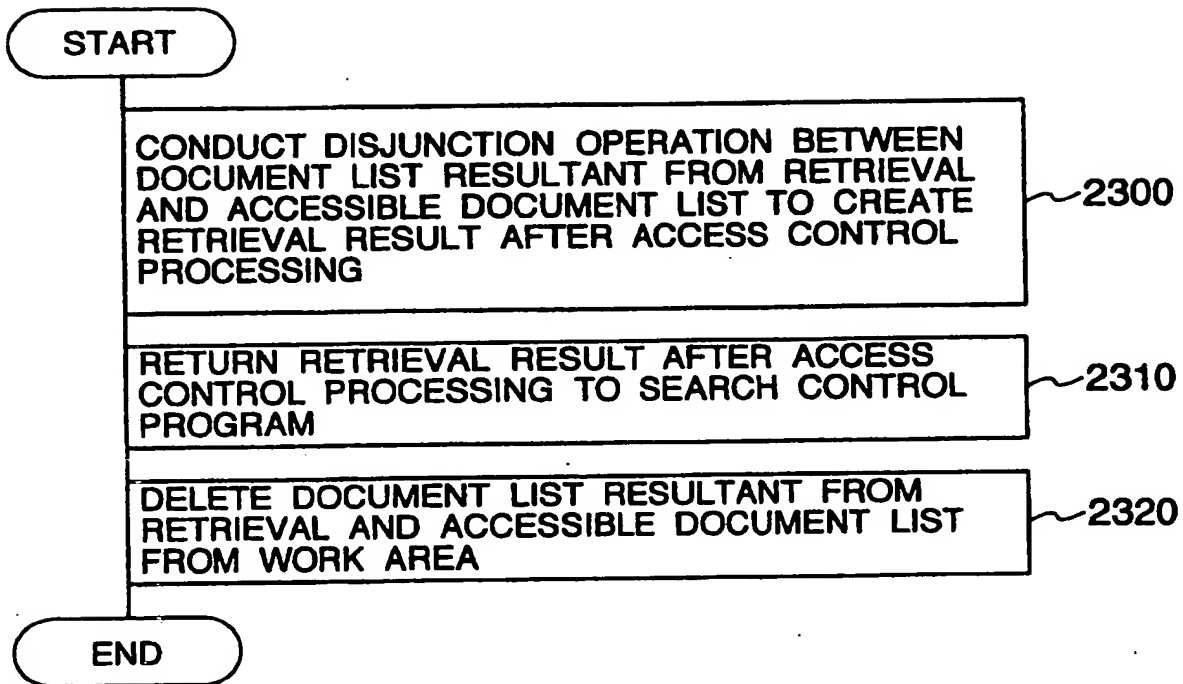 START
CONDUCT DISJUNCTION OPERATION BETWEEN
DOCUMENT LIST RESULTANT FROM RETRIEVAL
AND ACCESSIBLE DOCUMENT LIST TO CREATE
RETRIEVAL RESULT AFTER ACCESS CONTROL
PROCESSING
2300
RETURN RETRIEVAL RESULT AFTER ACCESS
CONTROL PROCESSING TO SEARCH CONTROL
PROGRAM
2310
DELETE DOCUMENT LIST RESULTANT FROM
RETRIEVAL AND ACCESSIBLE DOCUMENT LIST
FROM WORK AREA
2320
END